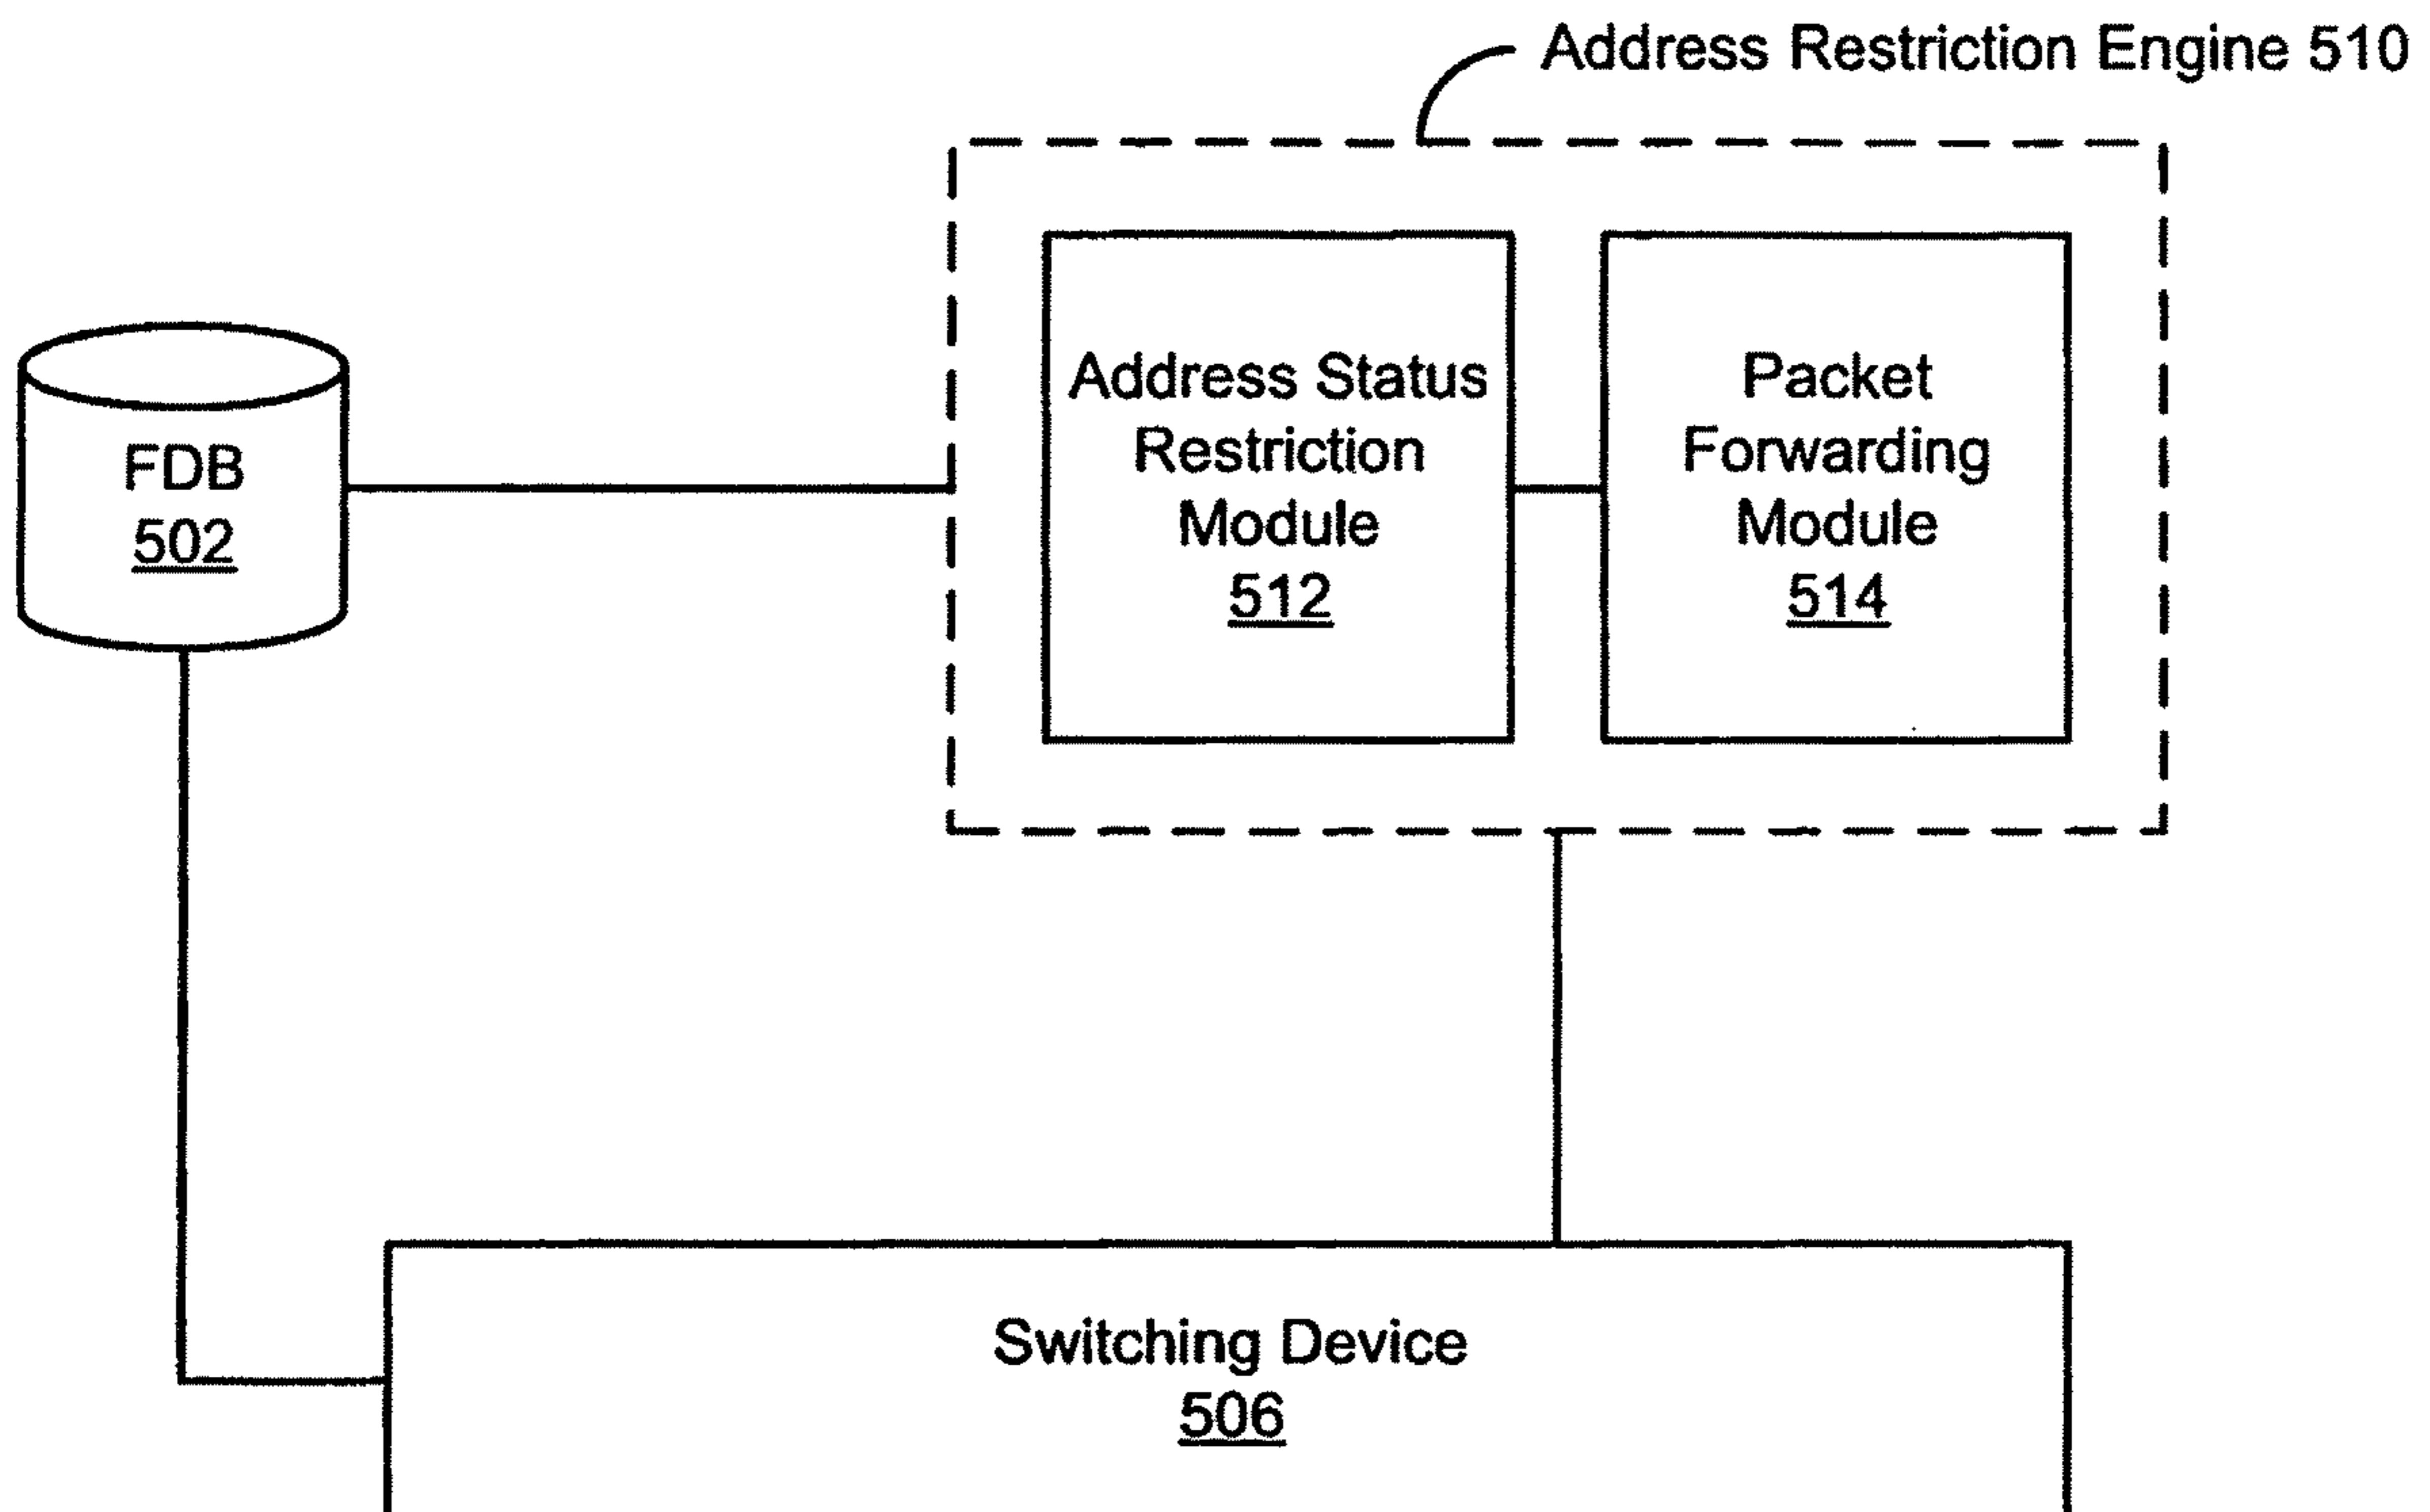 Address Restriction Engine 510
FDB
502
Address Status
Restriction
Module
512
Packet
Forwarding
Module
514
Switching Device
506